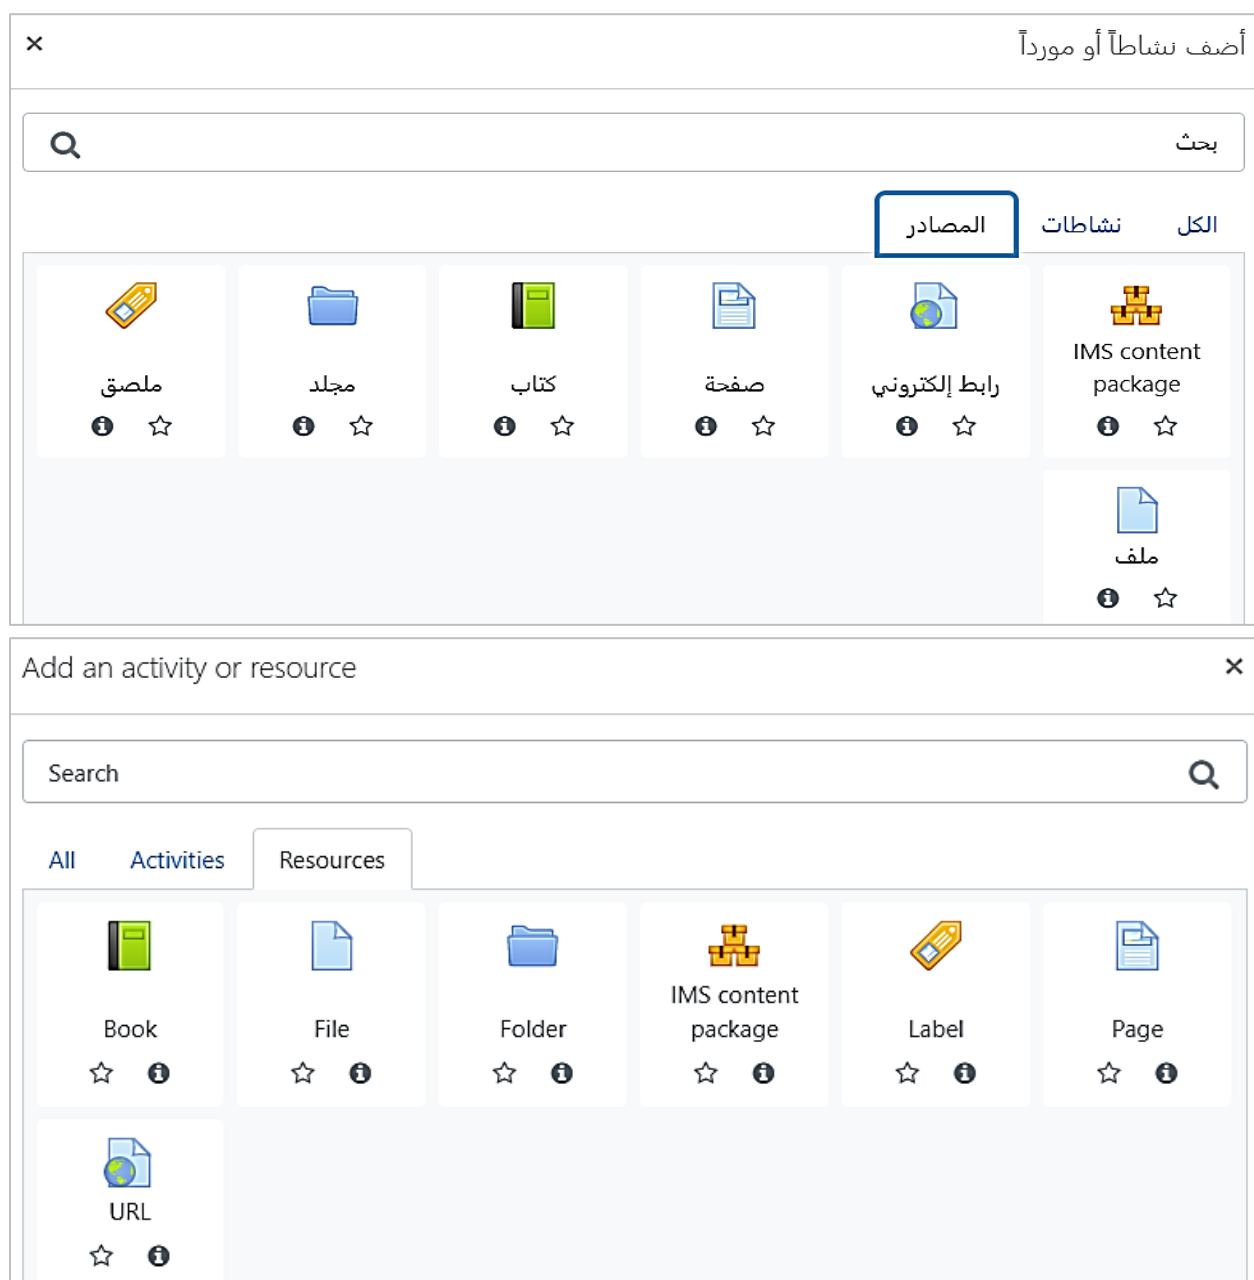 أضف نشاطاً أو مورداً
بحث
الكل نشاطات المصادر
IMS content
package
رابط إلكتروني
صفحة
كتاب
مجلد
ملصق
ملف
Add an activity or resource
Search
All Activities Resources
Book
File
Folder
IMS content
package
Label
Page
URL